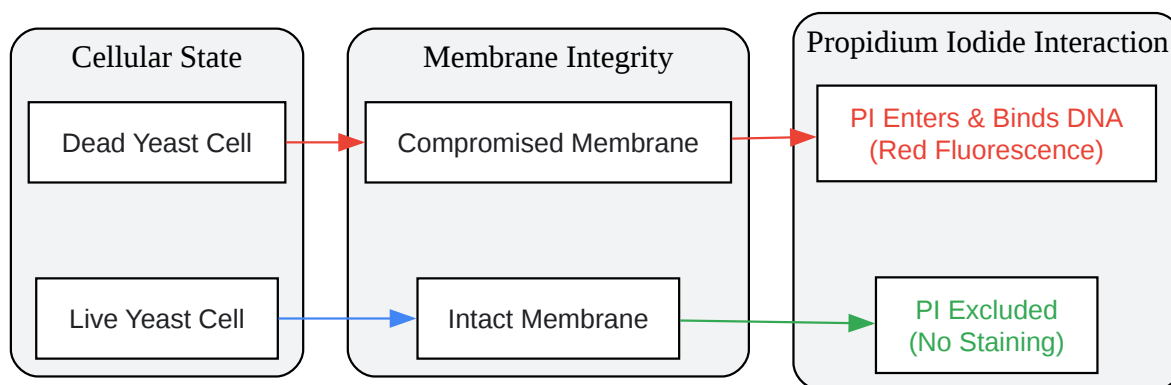 Cellular State
Membrane Integrity
Propidium Iodide Interaction
Dead Yeast Cell
Compromised Membrane
PI Enters & Binds DNA
(Red Fluorescence)
Live Yeast Cell
Intact Membrane
PI Excluded
(No Staining)